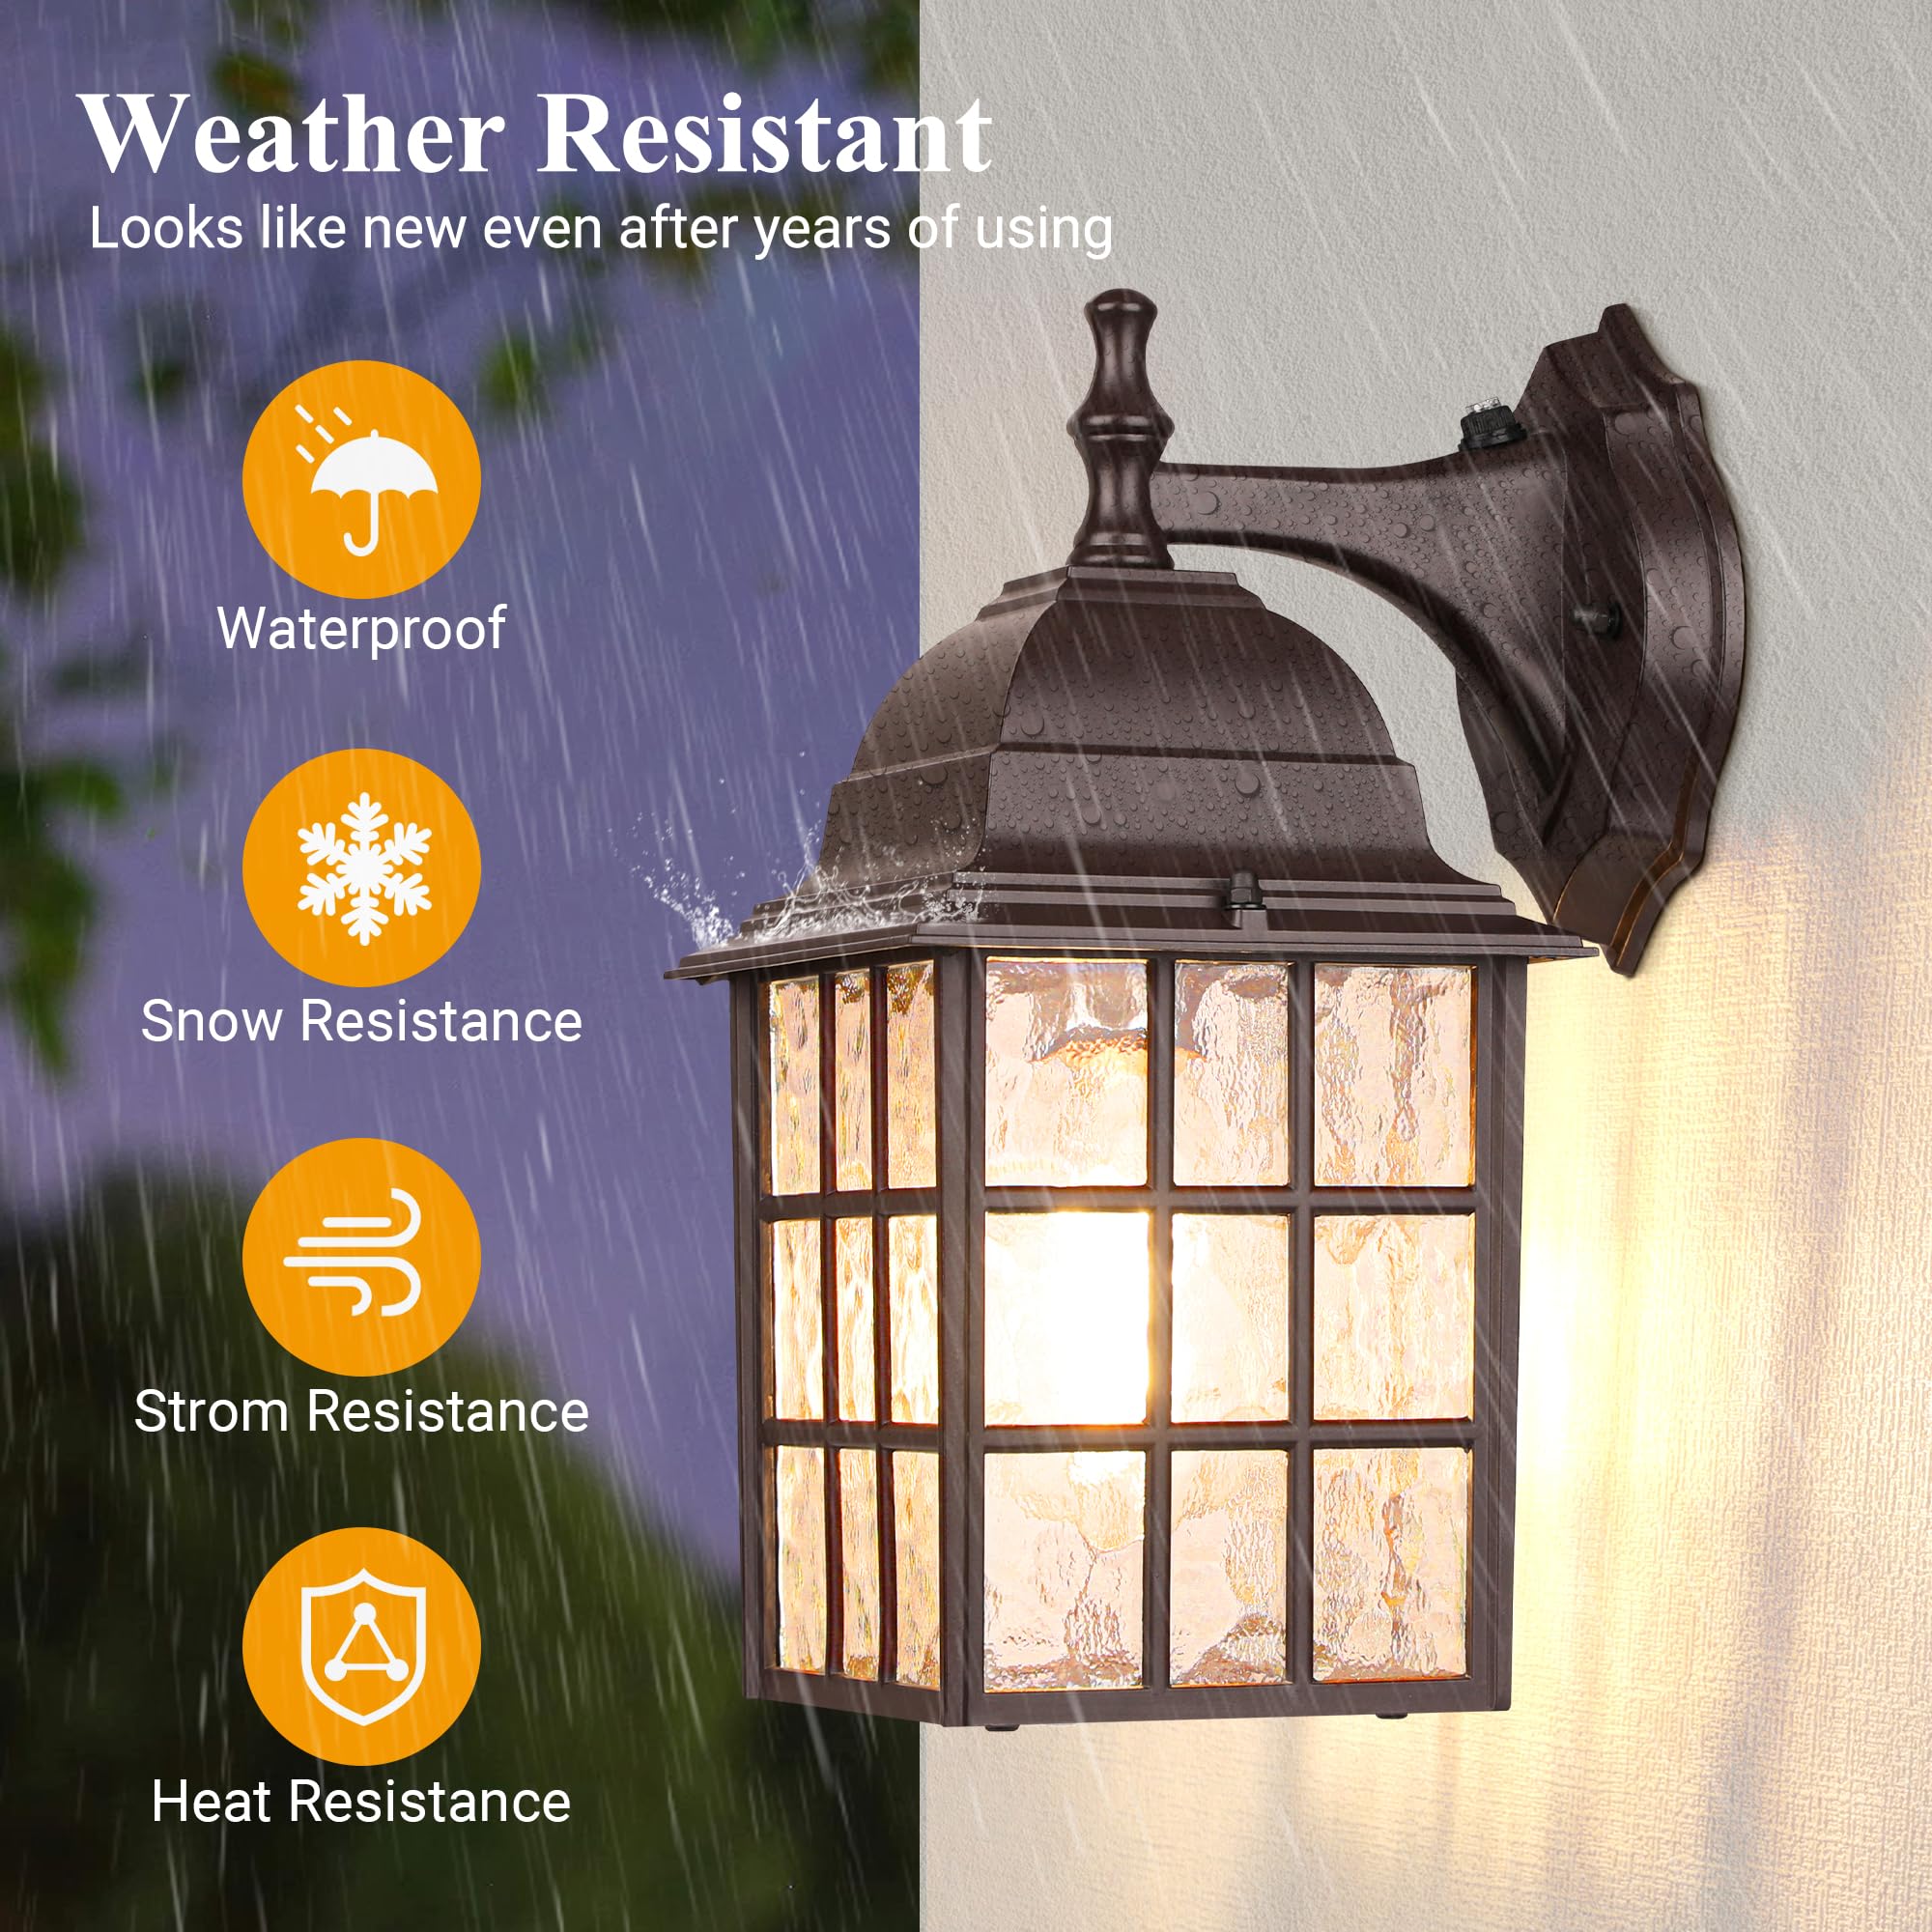 Weather Resistant
Looks like new even after years of using
Waterproof
Snow Resistance
Strom Resistance
Heat Resistance